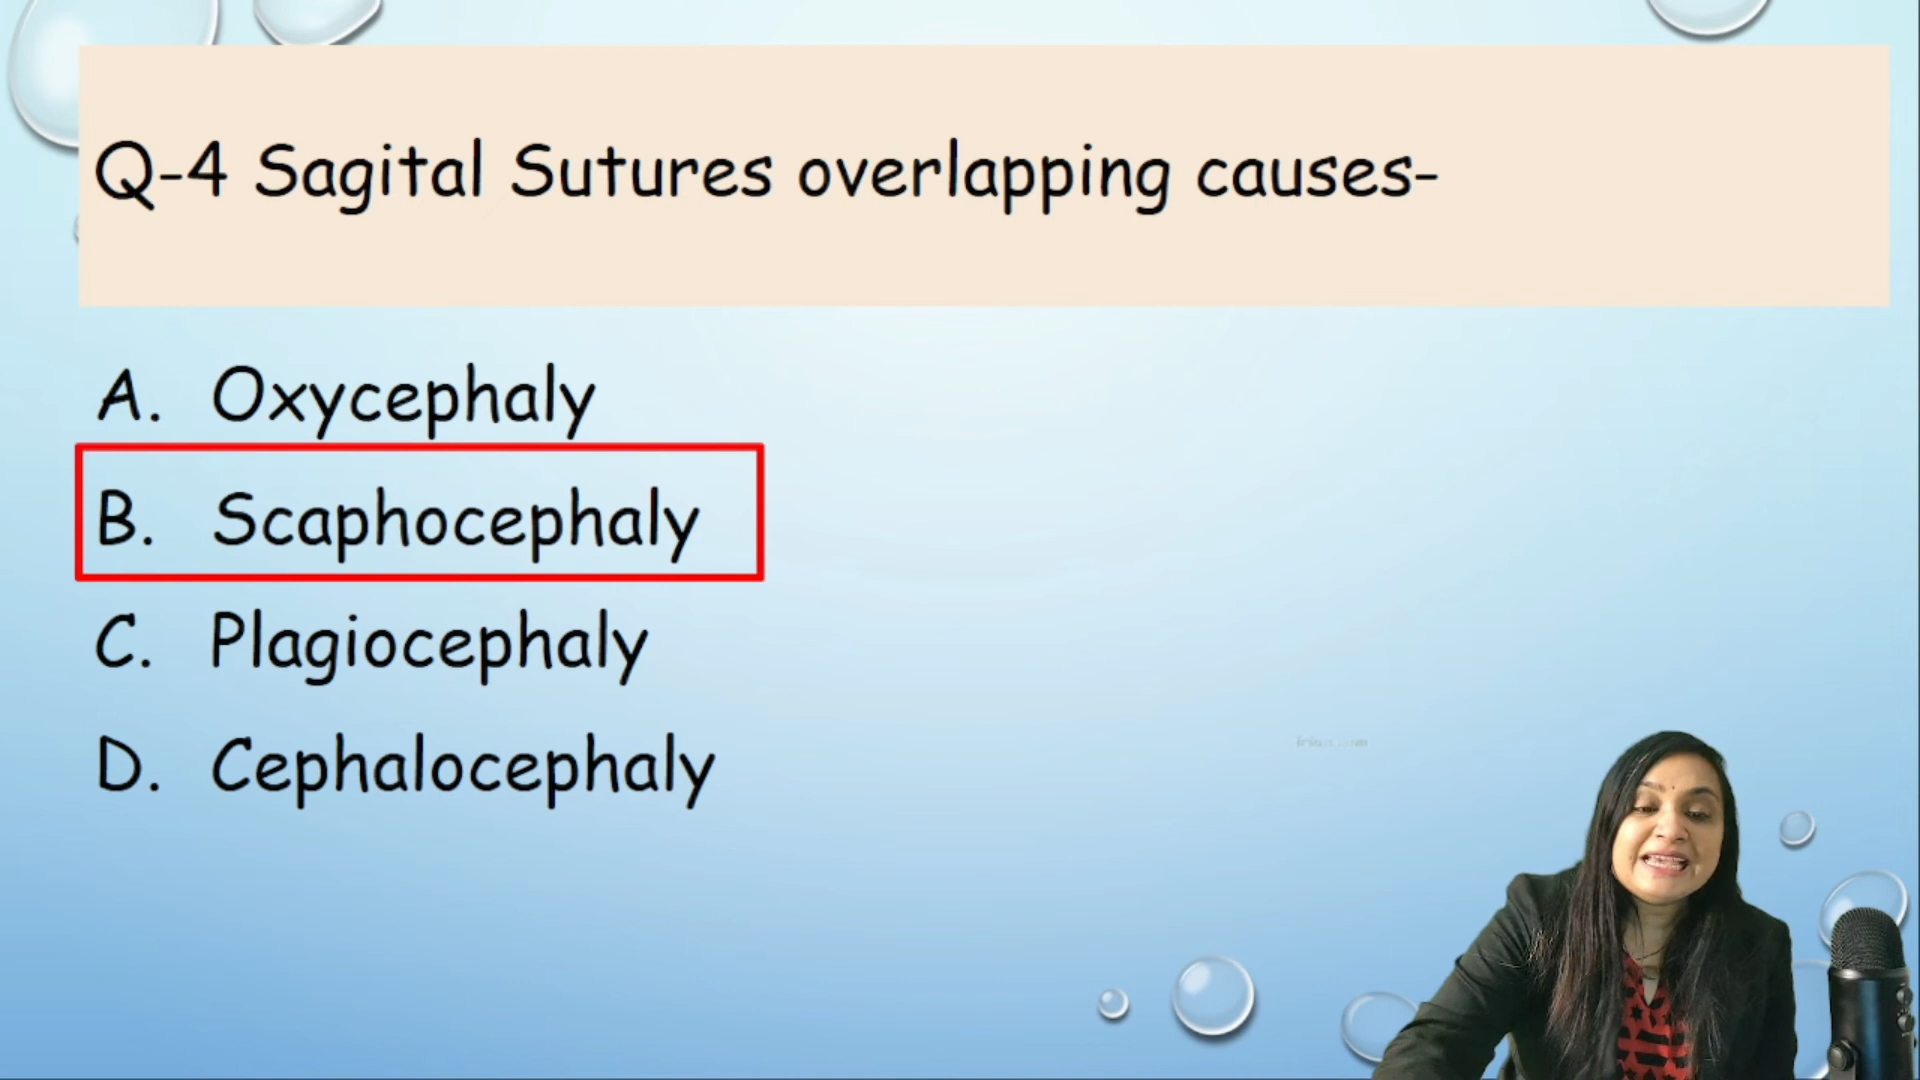 Q-4 Sagital Sutures overlapping causes-
A. Oxycephaly
B. Scaphocephaly
C. Plagiocephaly
D. Cephalocephaly